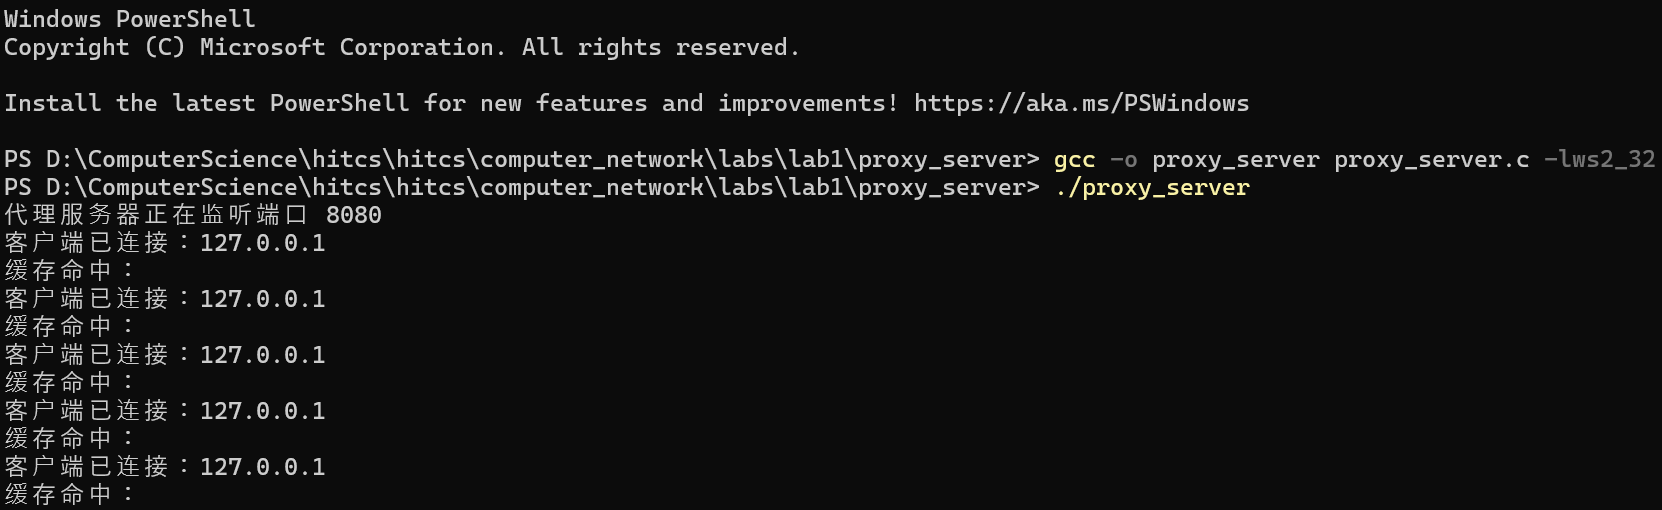 Windows PowerShell
Copyright (C) Microsoft Corporation. All rights reserved.
Install the latest PowerShell for new features and improvements! https://aka.ms/PSWindows
PS D:\ComputerScience\hitcs\hitcs\computer_network\labs\lab1\proxy_server> gcc -o proxy_server proxy_server.c -lws2_32
PS D:\ComputerScience\hitcs\hitcs\computer_network\labs\lab1\proxy_server> ./proxy_server
代理服务器正在监听端口 8080
客户端已连接：127.0.0.1
缓存命中：
客户端已连接：127.0.0.1
缓存命中：
客户端已连接：127.0.0.1
缓存命中：
客户端已连接：127.0.0.1
缓存命中：
客户端已连接：127.0.0.1
缓存命中：